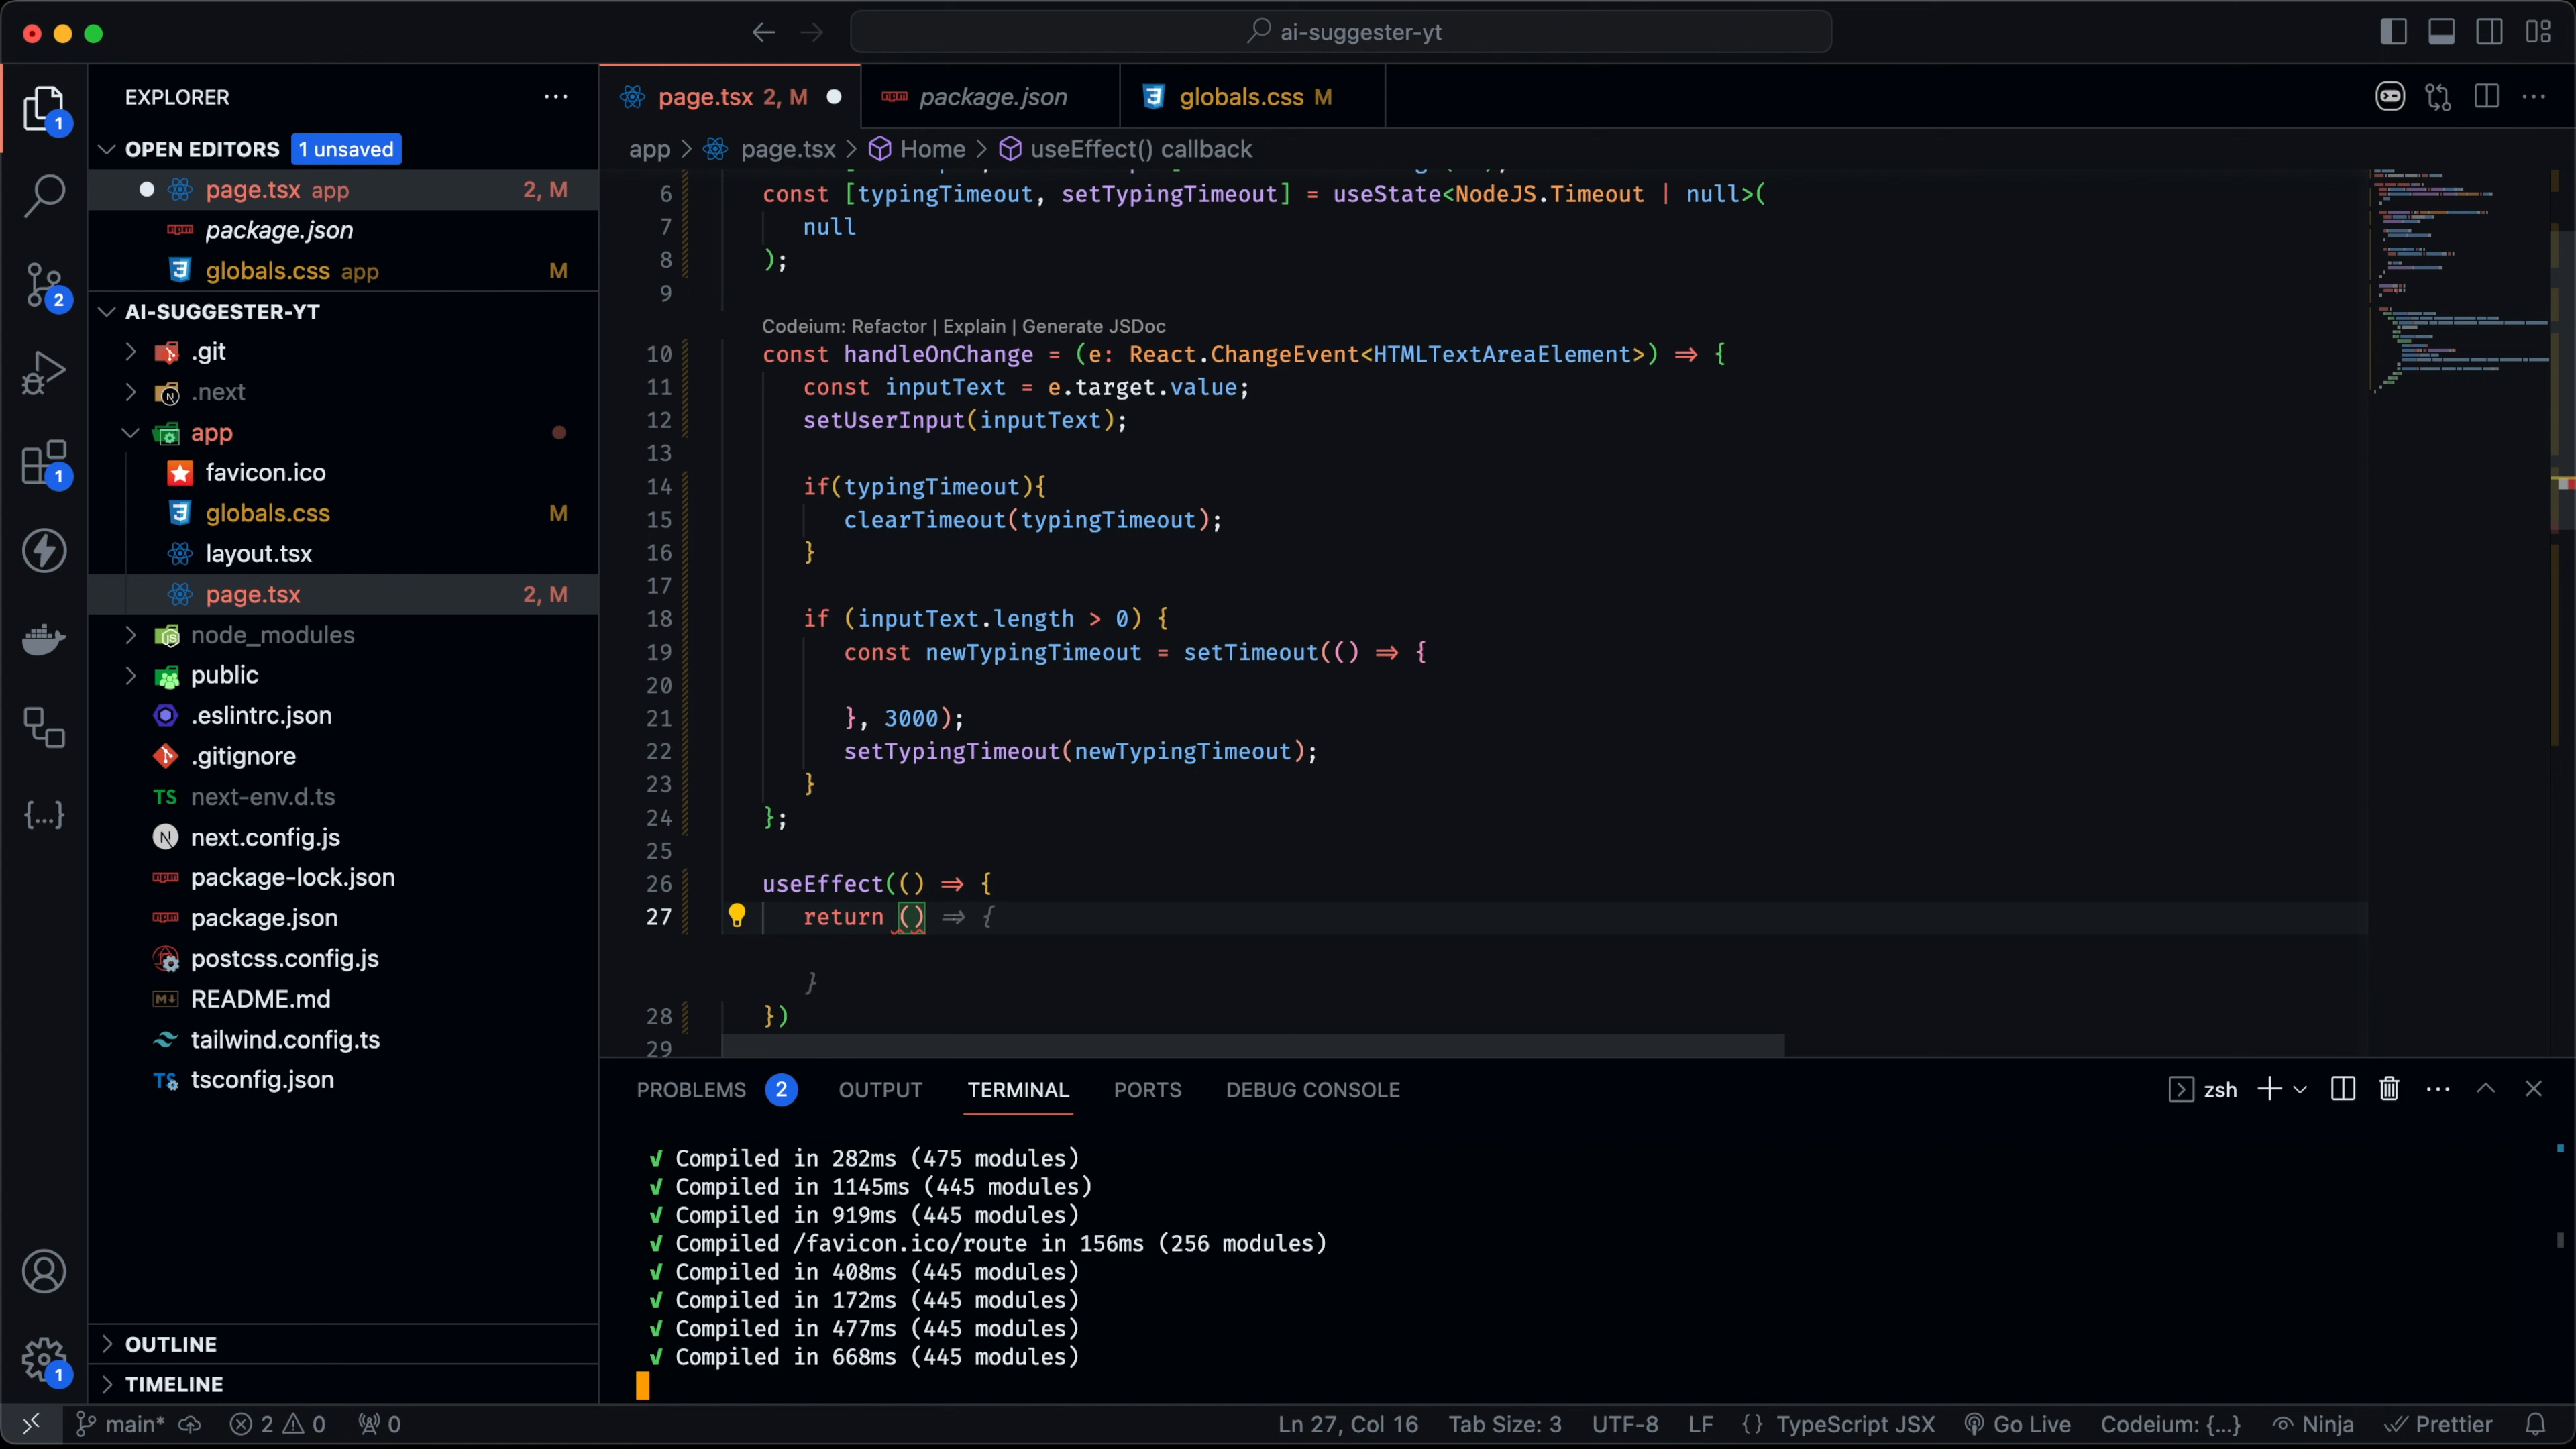 ai-suggester-yt
EXPLORER
OPEN EDITORS 1 unsaved
page.tsx app 2, M
package.json
globals.css app M
AI-SUGGESTER-YT
.git
.next
app
favicon.ico
globals.css M
layout.tsx
page.tsx 2, M
node_modules
public
.eslintrc.json
.gitignore
next-env.d.ts
next.config.js
package-lock.json
package.json
postcss.config.js
README.md
tailwind.config.ts
tsconfig.json
OUTLINE
TIMELINE
page.tsx 2, M
package.json
globals.css M
app > page.tsx > Home > useEffect() callback
6 const [typingTimeout, setTypingTimeout] = useState<NodeJS.Timeout | null>(
7 null
8 );
9
Codeium: Refactor | Explain | Generate JSDoc
10 const handleOnChange = (e: React.ChangeEvent<HTMLTextAreaElement>) ⇒ {
11 const inputText = e.target.value;
12 setUserInput(inputText);
13
14 if(typingTimeout){
15 clearTimeout(typingTimeout);
16 }
17
18 if (inputText.length > 0) {
19 const newTypingTimeout = setTimeout(() ⇒ {
20
21 }, 3000);
22 setTypingTimeout(newTypingTimeout);
23 }
24 };
25
26 useEffect(() ⇒ {
27 return () ⇒ {
}
28 })
29
PROBLEMS 2 OUTPUT TERMINAL PORTS DEBUG CONSOLE zsh
✓ Compiled in 282ms (475 modules)
✓ Compiled in 1145ms (445 modules)
✓ Compiled in 919ms (445 modules)
✓ Compiled /favicon.ico/route in 156ms (256 modules)
✓ Compiled in 408ms (445 modules)
✓ Compiled in 172ms (445 modules)
✓ Compiled in 477ms (445 modules)
✓ Compiled in 668ms (445 modules)
main* 2 0 0 Ln 27, Col 16 Tab Size: 3 UTF-8 LF {} TypeScript JSX Go Live Codeium: {...} Ninja Prettier